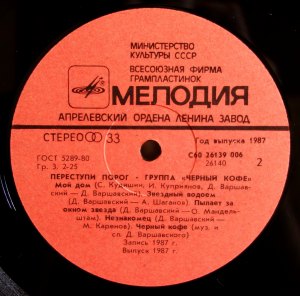 МИНИСТЕРСТВО
КУЛЬТУРЫ СССР
ВСЕСОЮЗНАЯ ФИРМА
ГРАМПЛАСТИНОК
МЕЛОДИЯ
АПРЕЛЕВСКИЙ ОРДЕНА ЛЕНИНА ЗАВОД
СТЕРЕО 33
Год выпуска 1987
ГОСТ 5289-80
Гр. 3. 2-25
С60 26139 006
26140
2
ПЕРЕСТУПИ ПОРОГ - ГРУППА «ЧЕРНЫЙ КОФЕ»
Мой дом (С. Кудишин, И. Куприянов, Д. Варшав-
ский — Д. Варшавский). Звездный водоем
(Д. Варшавский — А. Шаганов). Пылает за
окном звезда (Д. Варшавский — О. Мандель-
штам). Незнакомец (Д. Варшавский —
М. Каренов). Черный кофе (муз. и
сл. Д. Варшавского)
Запись 1987 г.
Выпуск 1987 г.